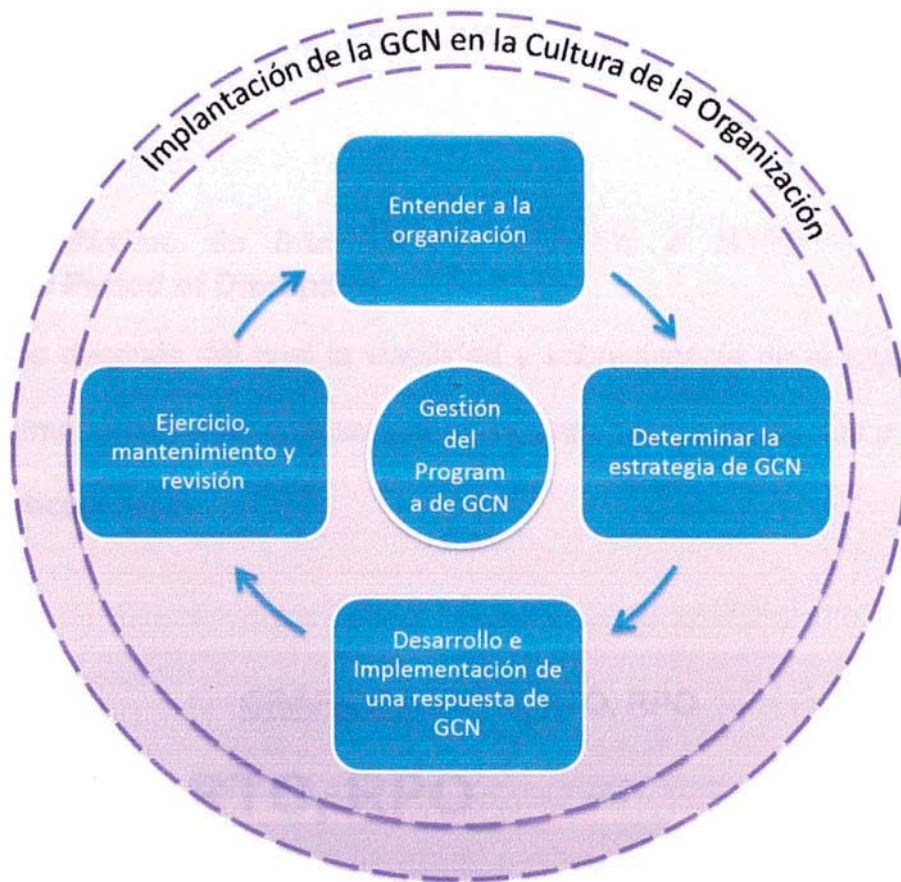 Implantación de la GCN en la Cultura de la Organización
Entender a la
organización
Determinar la
estrategia de GCN
Desarrollo e
Implementación de
una respuesta de
GCN
Ejercicio,
mantenimiento y
revisión
Gestión
del
Program
a de GCN